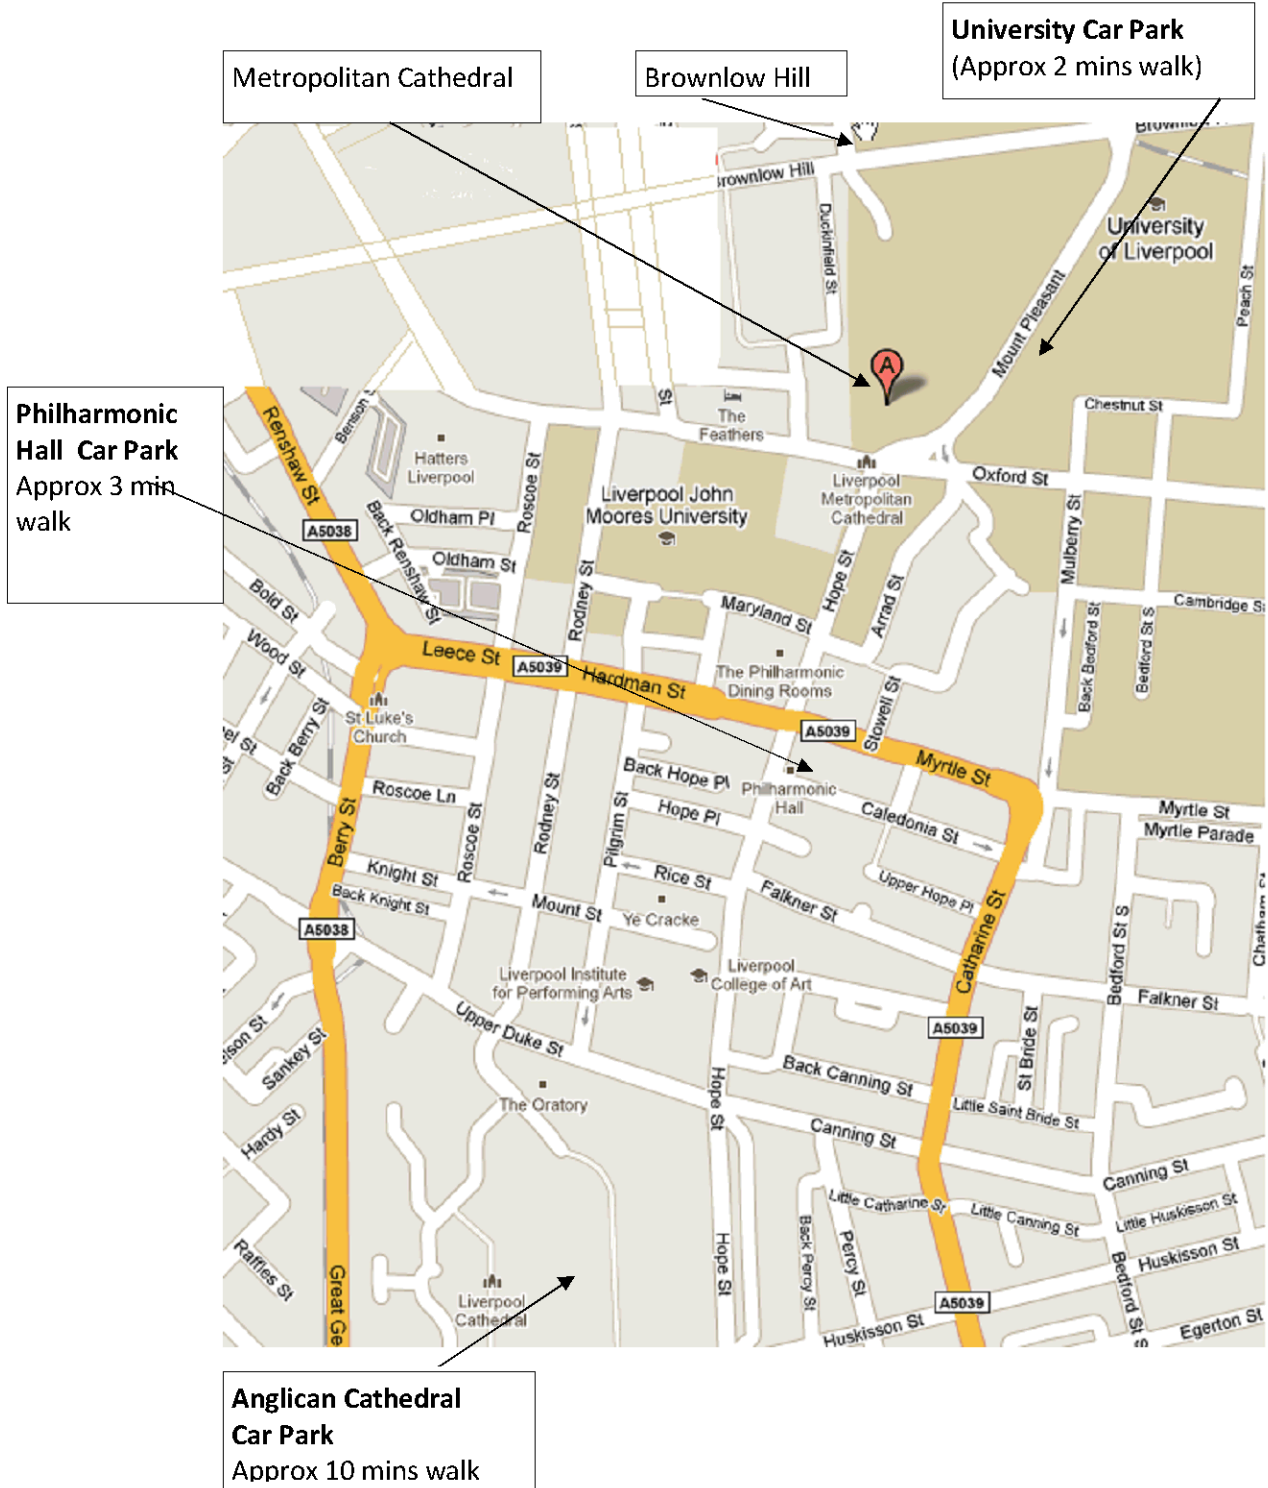 University Car Park
(Approx 2 mins walk)
Metropolitan Cathedral
Brownlow Hill
Brownlow Hill
Duckinfield St
University
of Liverpool
Mount Pleasant
Peach St
A
Philharmonic
Hall Car Park
Approx 3 min
walk
Renshaw St
Benson
St
The
Feathers
Chestnut St
Hatters
Liverpool
Roscoe St
Oxford St
Liverpool
Metropolitan
Cathedral
Liverpool John
Moores University
A5038
Oldham Pl
Back Renshaw St
Oldham St
Rodney St
Hope St
Arrad St
Mulberry St
Maryland St
Cambridge S
Back Bedford St
Bedford St S
Bold St
Wood St
Leece St
A5039
Hardman St
The Philharmonic
Dining Rooms
Stowell St
A5039
St Luke's
Church
Back Berry St
el St
St
Myrtle St
Back Hope Pl
Philharmonic
Hall
Roscoe Ln
Hope Pl
Caledonia St
Myrtle St
Myrtle Parade
Berry St
Roscoe St
Rodney St
Pilgrim St
Knight St
Rice St
Falkner St
Upper Hope Pl
Back Knight St
Mount St
Ye Cracke
Catharine St
Bedford St S
Chatham St
A5038
Liverpool Institute
for Performing Arts
Liverpool
College of Art
Falkner St
Upper Duke St
A5039
St Bride St
elson St
Sankey St
Back Canning St
Little Saint Bride St
The Oratory
Hope St
Hardy St
Canning St
Canning St
Little Catharine St
Little Canning St
Little Huskisson St
Back Percy St
Percy St
Hope St
Raffles St
Huskisson St
Bedford St S
Great Ge
Liverpool
Cathedral
A5039
Huskisson St
Egerton St
Anglican Cathedral
Car Park
Approx 10 mins walk